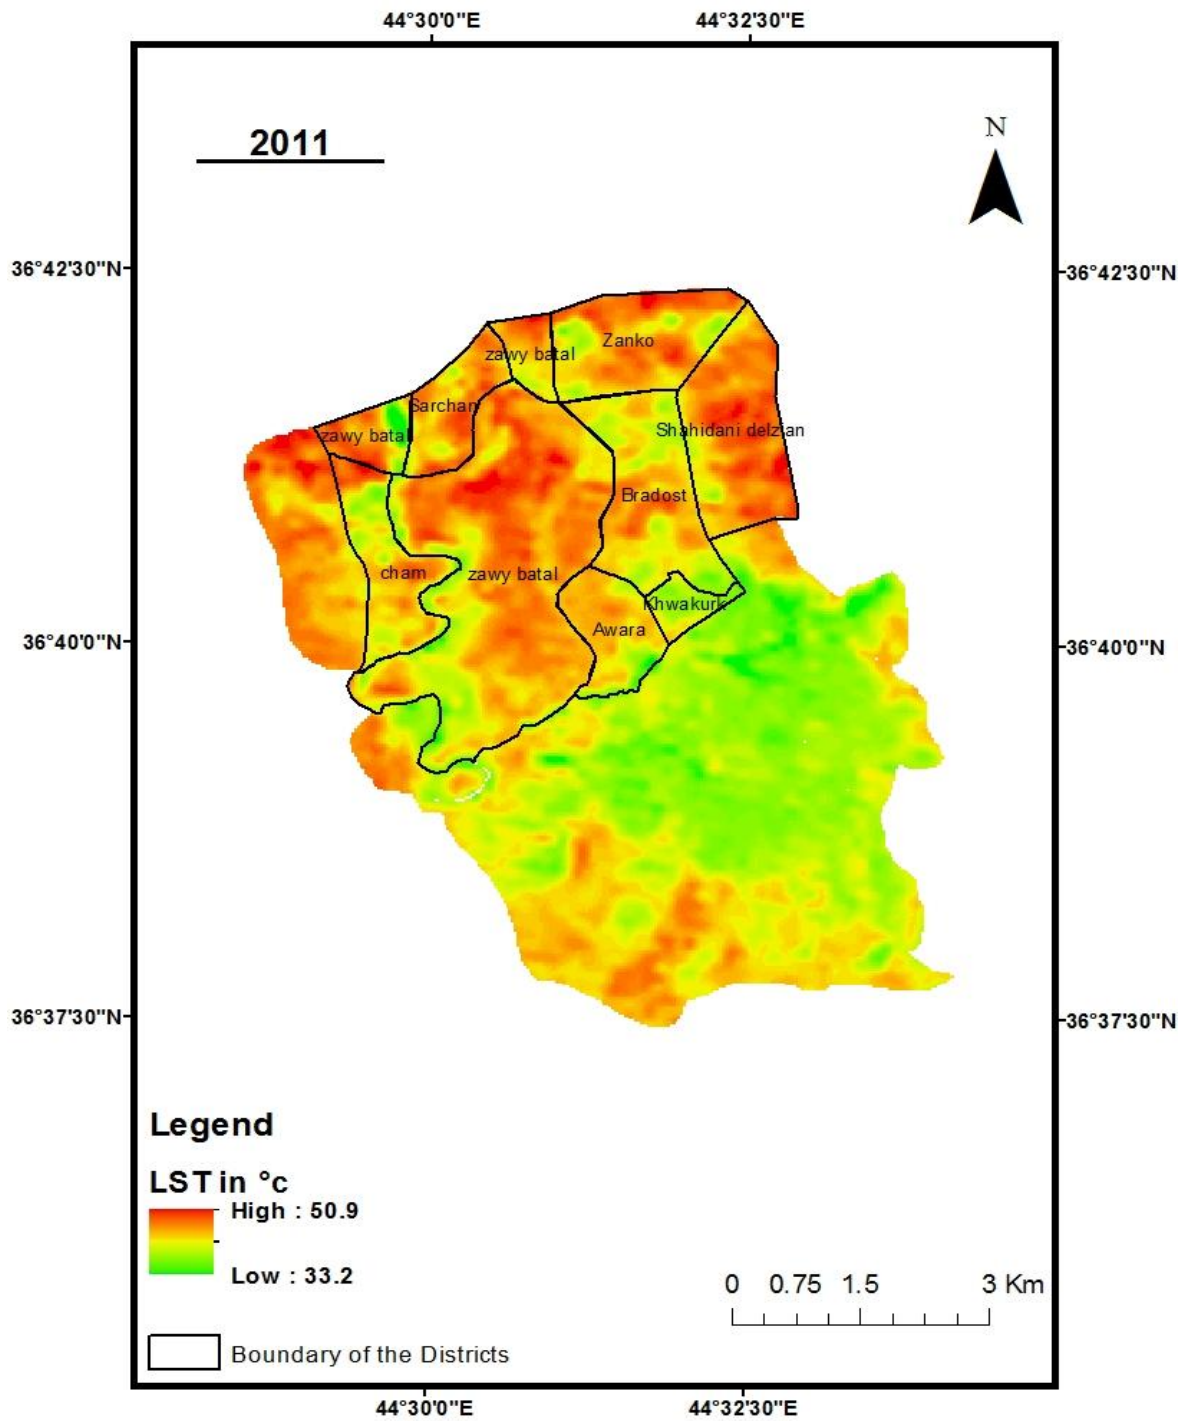 44°30'0"E 44°32'30"E
2011
N
36°42'30"N 36°42'30"N
Zanko
zawy batal
Sarchan
zawy batal Shahidani delzian
Bradost
cham zawy batal
Khwakurk
Awara
36°40'0"N 36°40'0"N
36°37'30"N 36°37'30"N
Legend
LST in °c
High : 50.9
Low : 33.2
0 0.75 1.5 3 Km
Boundary of the Districts
44°30'0"E 44°32'30"E